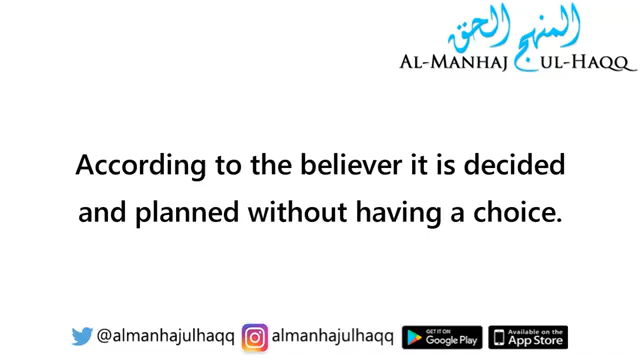 المنهج الحق
AL-MANHAJ UL-HAQQ
According to the believer it is decided
and planned without having a choice.
@almanhajulhaqq almanhajulhaqq GET IT ON Google Play Available on the App Store